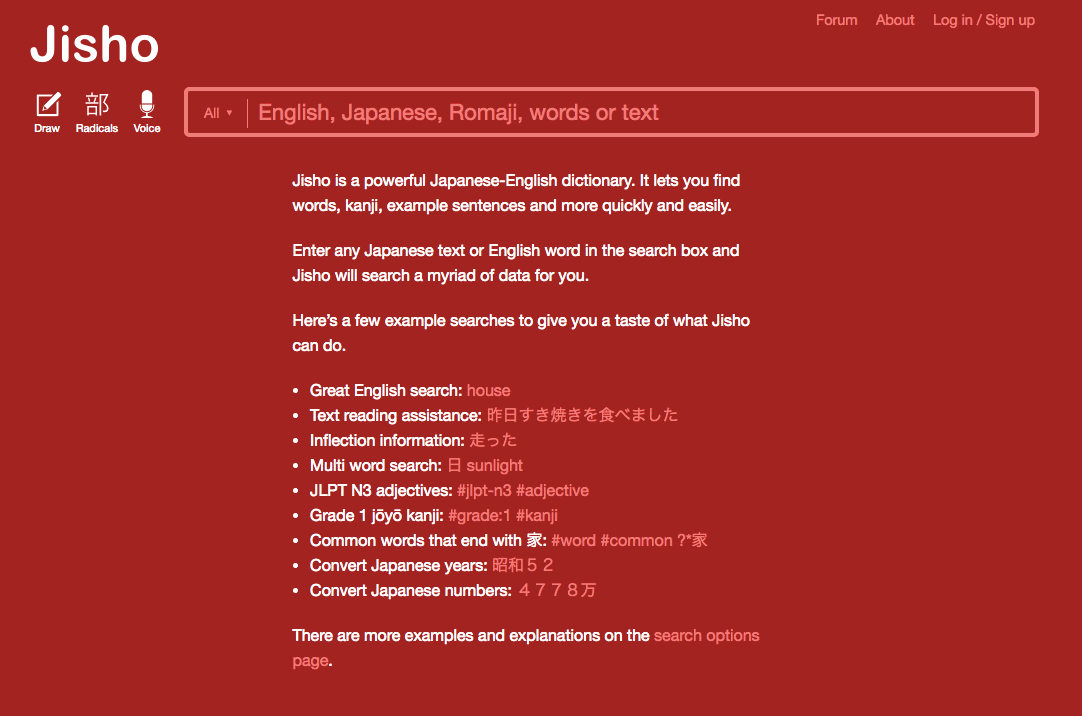 Forum About Log in / Sign up
Jisho
部
Draw Radicals Voice
All ▼ English, Japanese, Romaji, words or text
Jisho is a powerful Japanese-English dictionary. It lets you find
words, kanji, example sentences and more quickly and easily.
Enter any Japanese text or English word in the search box and
Jisho will search a myriad of data for you.
Here’s a few example searches to give you a taste of what Jisho
can do.
• Great English search: house
• Text reading assistance: 昨日すき焼きを食べました
• Inflection information: 走った
• Multi word search: 日 sunlight
• JLPT N3 adjectives: #jlpt-n3 #adjective
• Grade 1 jōyō kanji: #grade:1 #kanji
• Common words that end with 家: #word #common ?*家
• Convert Japanese years: 昭和５２
• Convert Japanese numbers: ４７７８万
There are more examples and explanations on the search options
page.